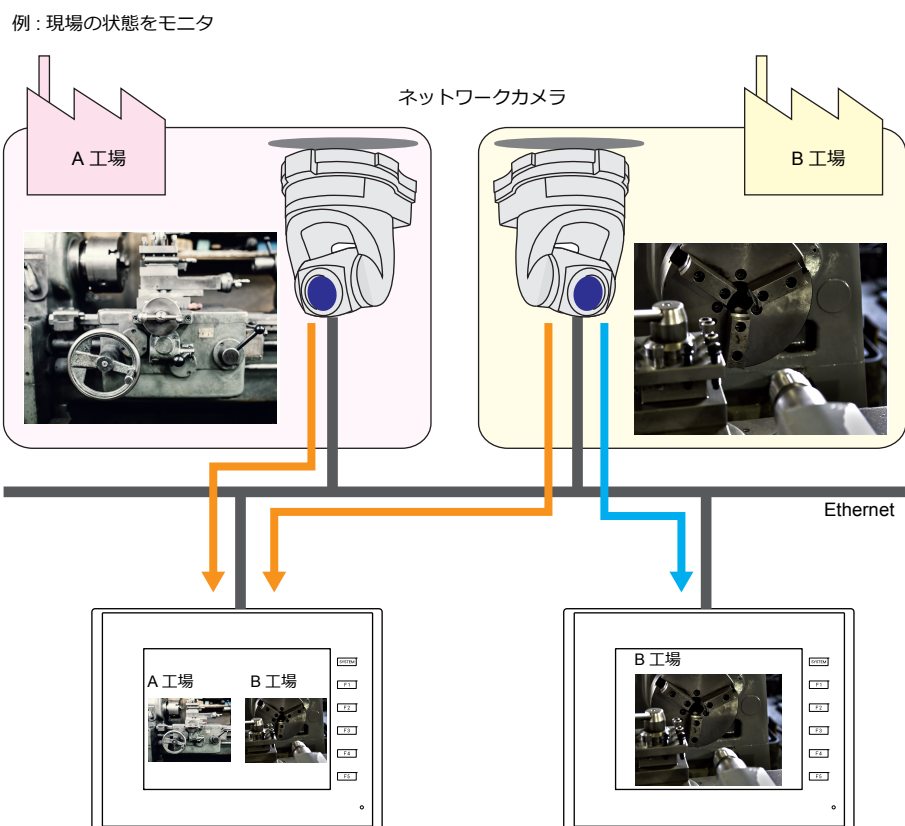 例 : 現場の状態をモニタ
ネットワークカメラ
A 工場
B 工場
Ethernet
A 工場
B 工場
SYSTEM
F1
F2
F3
F4
F5
B 工場
SYSTEM
F1
F2
F3
F4
F5